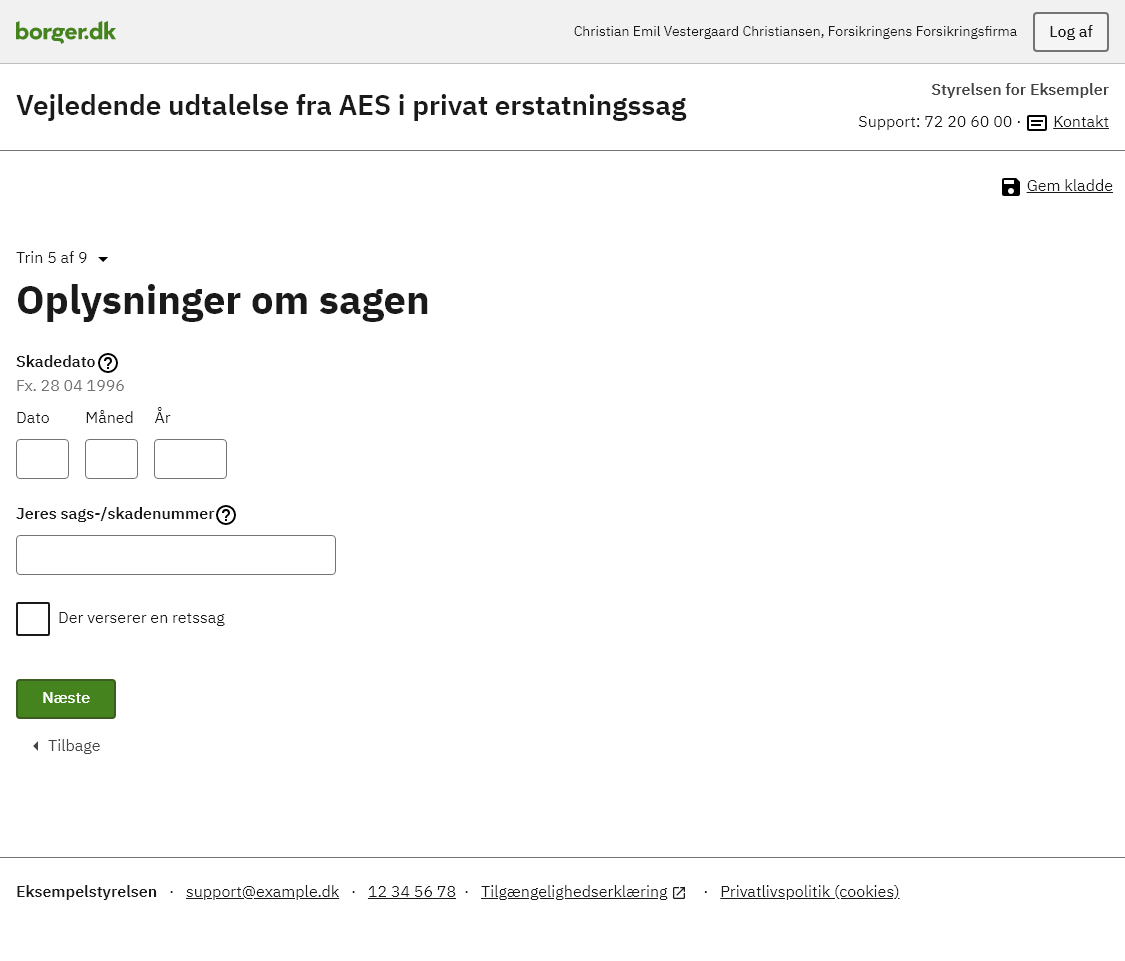 borger.dk
Christian Emil Vestergaard Christiansen, Forsikringens Forsikringsfirma
Log af
Vejledende udtalelse fra AES i privat erstatningssag
Styrelsen for Eksempler
Support: 72 20 60 00 · Kontakt
Gem kladde
Trin 5 af 9
Oplysninger om sagen
Skadedato
Fx. 28 04 1996
Dato Måned År
Jeres sags-/skadenummer
Der verserer en retssag
Næste
Tilbage
Eksempelstyrelsen · support@example.dk · 12 34 56 78 · Tilgængelighedserklæring · Privatlivspolitik (cookies)